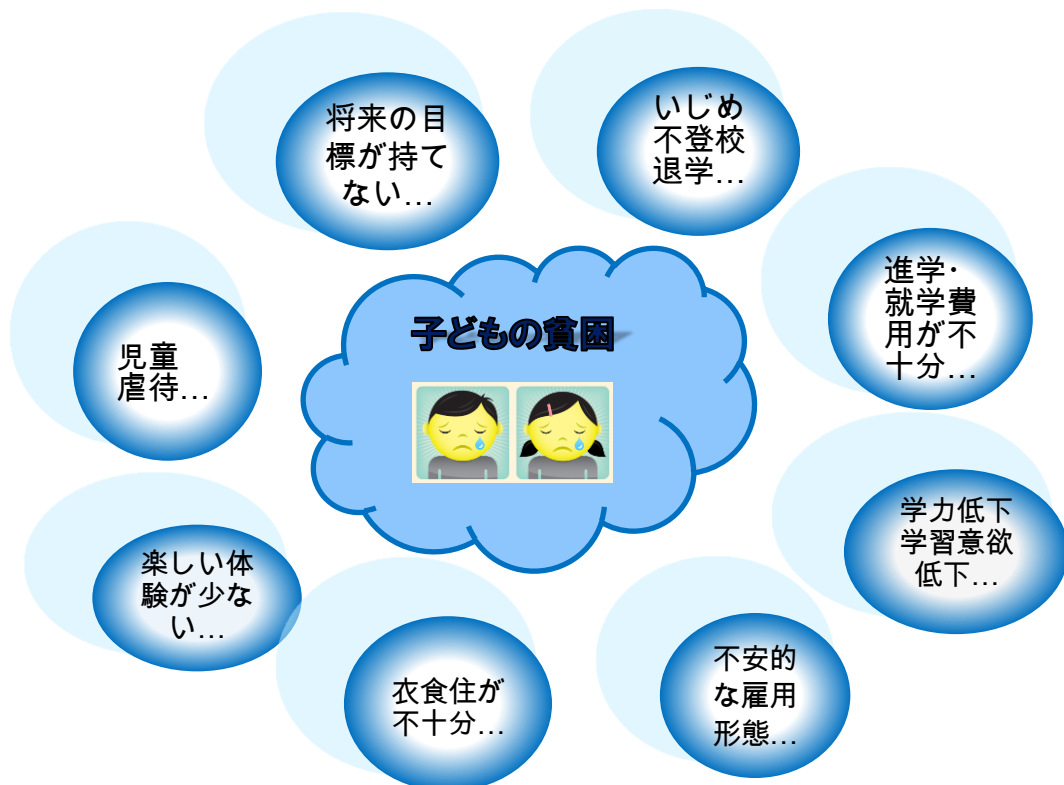 将来の目
標が持て
ない…
いじめ
不登校
退学…
進学・
就学費
用が不
十分…
子どもの貧困
児童
虐待…
学力低下
学習意欲
低下…
楽しい体
験が少な
い…
衣食住が
不十分…
不安的
な雇用
形態…